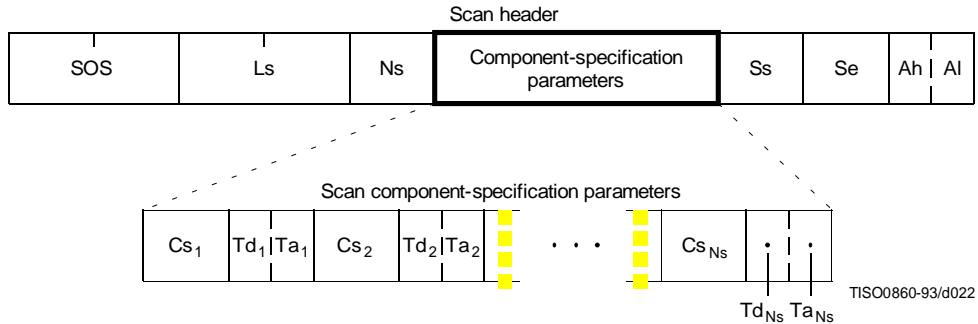 Scan header
SOS Ls Ns Component-specification parameters Ss Se Ah Al
Scan component-specification parameters
Cs1 Td1 Ta1 Cs2 Td2 Ta2 . . . CsNs
TdNs TaNs
TISO0860-93/d022